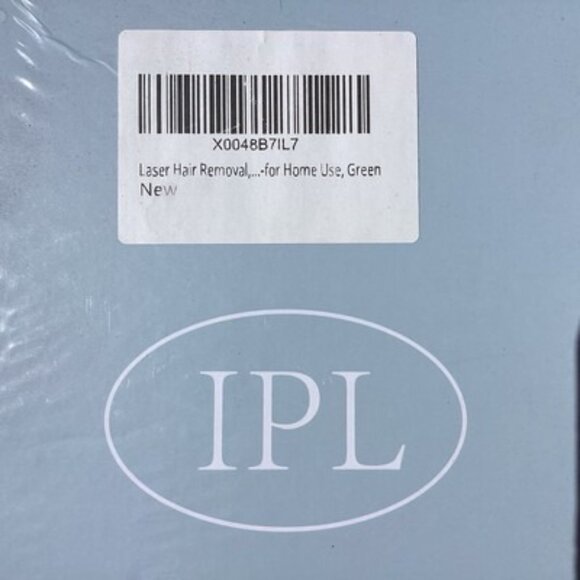 X0048B7IL7
Laser Hair Removal,...-for Home Use, Green
New
IPL